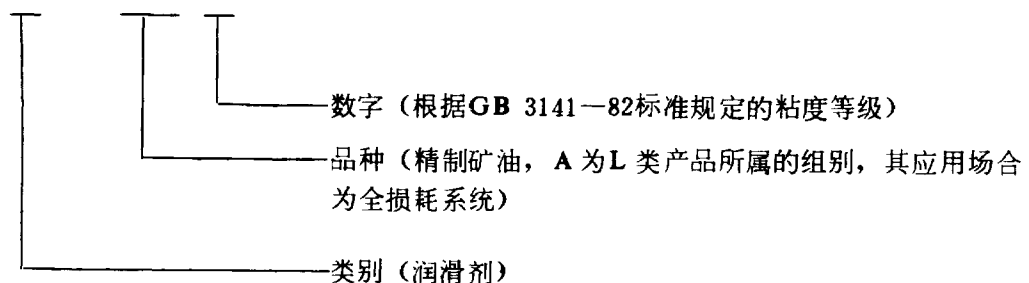 数字（根据GB 3141—82标准规定的粘度等级）
品种（精制矿油，A为L类产品所属的组别，其应用场合
为全损耗系统）
类别（润滑剂）